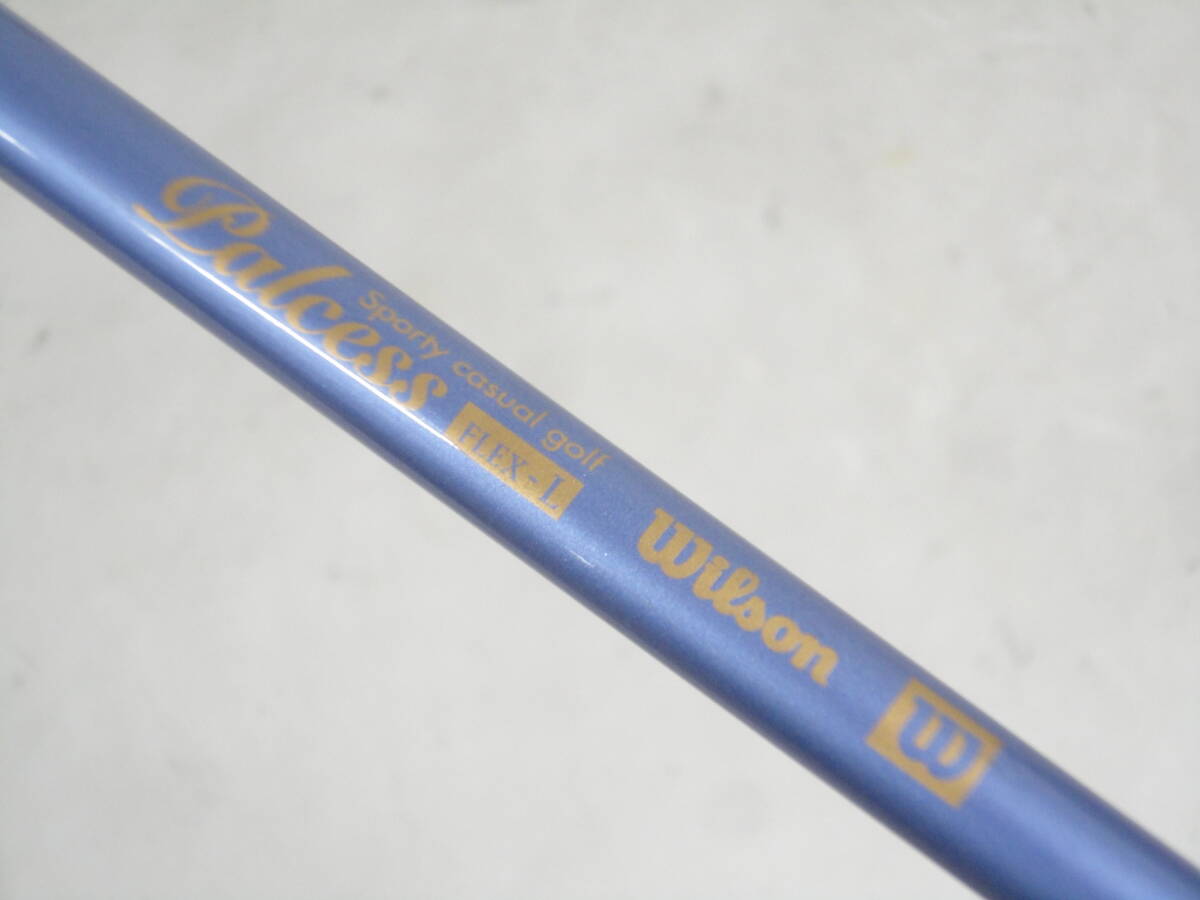 Palcess
Sporty casual golf
FLEX-L
Wilson
W